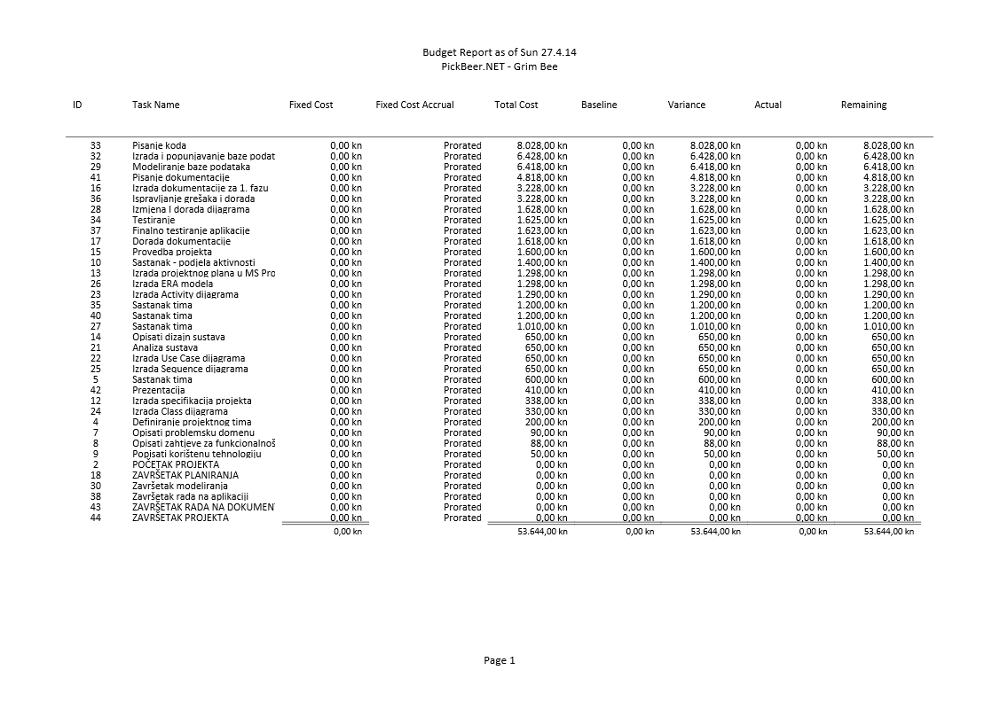 Budget Report as of Sun 27.4.14
PickBeer.NET - Grim Bee
ID Task Name Fixed Cost Fixed Cost Accrual Total Cost Baseline Variance Actual Remaining
33 Pisanje koda 0,00 kn Prorated 8.028,00 kn 0,00 kn 8.028,00 kn 0,00 kn 8.028,00 kn
32 Izrada i popunjavanje baze podat 0,00 kn Prorated 6.428,00 kn 0,00 kn 6.428,00 kn 0,00 kn 6.428,00 kn
29 Modeliranje baze podataka 0,00 kn Prorated 6.418,00 kn 0,00 kn 6.418,00 kn 0,00 kn 6.418,00 kn
41 Pisanje dokumentacije 0,00 kn Prorated 4.818,00 kn 0,00 kn 4.818,00 kn 0,00 kn 4.818,00 kn
16 Izrada dokumentacije za 1. fazu 0,00 kn Prorated 3.228,00 kn 0,00 kn 3.228,00 kn 0,00 kn 3.228,00 kn
36 Ispravljanje grešaka i dorada 0,00 kn Prorated 3.228,00 kn 0,00 kn 3.228,00 kn 0,00 kn 3.228,00 kn
28 Izmjena I dorada dijagrama 0,00 kn Prorated 1.628,00 kn 0,00 kn 1.628,00 kn 0,00 kn 1.628,00 kn
34 Testiranje 0,00 kn Prorated 1.625,00 kn 0,00 kn 1.625,00 kn 0,00 kn 1.625,00 kn
37 Finalno testiranje aplikacije 0,00 kn Prorated 1.623,00 kn 0,00 kn 1.623,00 kn 0,00 kn 1.623,00 kn
17 Dorada dokumentacije 0,00 kn Prorated 1.618,00 kn 0,00 kn 1.618,00 kn 0,00 kn 1.618,00 kn
15 Provedba projekta 0,00 kn Prorated 1.600,00 kn 0,00 kn 1.600,00 kn 0,00 kn 1.600,00 kn
10 Sastanak - podjela aktivnosti 0,00 kn Prorated 1.400,00 kn 0,00 kn 1.400,00 kn 0,00 kn 1.400,00 kn
13 Izrada projektnog plana u MS Pro 0,00 kn Prorated 1.298,00 kn 0,00 kn 1.298,00 kn 0,00 kn 1.298,00 kn
26 Izrada ERA modela 0,00 kn Prorated 1.298,00 kn 0,00 kn 1.298,00 kn 0,00 kn 1.298,00 kn
23 Izrada Activity dijagrama 0,00 kn Prorated 1.290,00 kn 0,00 kn 1.290,00 kn 0,00 kn 1.290,00 kn
35 Sastanak tima 0,00 kn Prorated 1.200,00 kn 0,00 kn 1.200,00 kn 0,00 kn 1.200,00 kn
40 Sastanak tima 0,00 kn Prorated 1.200,00 kn 0,00 kn 1.200,00 kn 0,00 kn 1.200,00 kn
27 Sastanak tima 0,00 kn Prorated 1.010,00 kn 0,00 kn 1.010,00 kn 0,00 kn 1.010,00 kn
14 Opisati dizajn sustava 0,00 kn Prorated 650,00 kn 0,00 kn 650,00 kn 0,00 kn 650,00 kn
21 Analiza sustava 0,00 kn Prorated 650,00 kn 0,00 kn 650,00 kn 0,00 kn 650,00 kn
22 Izrada Use Case dijagrama 0,00 kn Prorated 650,00 kn 0,00 kn 650,00 kn 0,00 kn 650,00 kn
25 Izrada Sequence dijagrama 0,00 kn Prorated 650,00 kn 0,00 kn 650,00 kn 0,00 kn 650,00 kn
5 Sastanak tima 0,00 kn Prorated 600,00 kn 0,00 kn 600,00 kn 0,00 kn 600,00 kn
42 Prezentacija 0,00 kn Prorated 410,00 kn 0,00 kn 410,00 kn 0,00 kn 410,00 kn
12 Izrada specifikacija projekta 0,00 kn Prorated 338,00 kn 0,00 kn 338,00 kn 0,00 kn 338,00 kn
24 Izrada Class dijagrama 0,00 kn Prorated 330,00 kn 0,00 kn 330,00 kn 0,00 kn 330,00 kn
4 Definiranje projektnog tima 0,00 kn Prorated 200,00 kn 0,00 kn 200,00 kn 0,00 kn 200,00 kn
7 Opisati problemsku domenu 0,00 kn Prorated 90,00 kn 0,00 kn 90,00 kn 0,00 kn 90,00 kn
8 Opisati zahtjeve za funkcionalnoš 0,00 kn Prorated 88,00 kn 0,00 kn 88,00 kn 0,00 kn 88,00 kn
9 Popisati korištenu tehnologiju 0,00 kn Prorated 50,00 kn 0,00 kn 50,00 kn 0,00 kn 50,00 kn
2 POČETAK PROJEKTA 0,00 kn Prorated 0,00 kn 0,00 kn 0,00 kn 0,00 kn 0,00 kn
18 ZAVRŠETAK PLANIRANJA 0,00 kn Prorated 0,00 kn 0,00 kn 0,00 kn 0,00 kn 0,00 kn
30 Završetak modeliranja 0,00 kn Prorated 0,00 kn 0,00 kn 0,00 kn 0,00 kn 0,00 kn
38 Završetak rada na aplikaciji 0,00 kn Prorated 0,00 kn 0,00 kn 0,00 kn 0,00 kn 0,00 kn
43 ZAVRŠETAK RADA NA DOKUMENT 0,00 kn Prorated 0,00 kn 0,00 kn 0,00 kn 0,00 kn 0,00 kn
44 ZAVRŠETAK PROJEKTA 0,00 kn Prorated 0,00 kn 0,00 kn 0,00 kn 0,00 kn 0,00 kn
0,00 kn 53.644,00 kn 0,00 kn 53.644,00 kn 0,00 kn 53.644,00 kn
Page 1